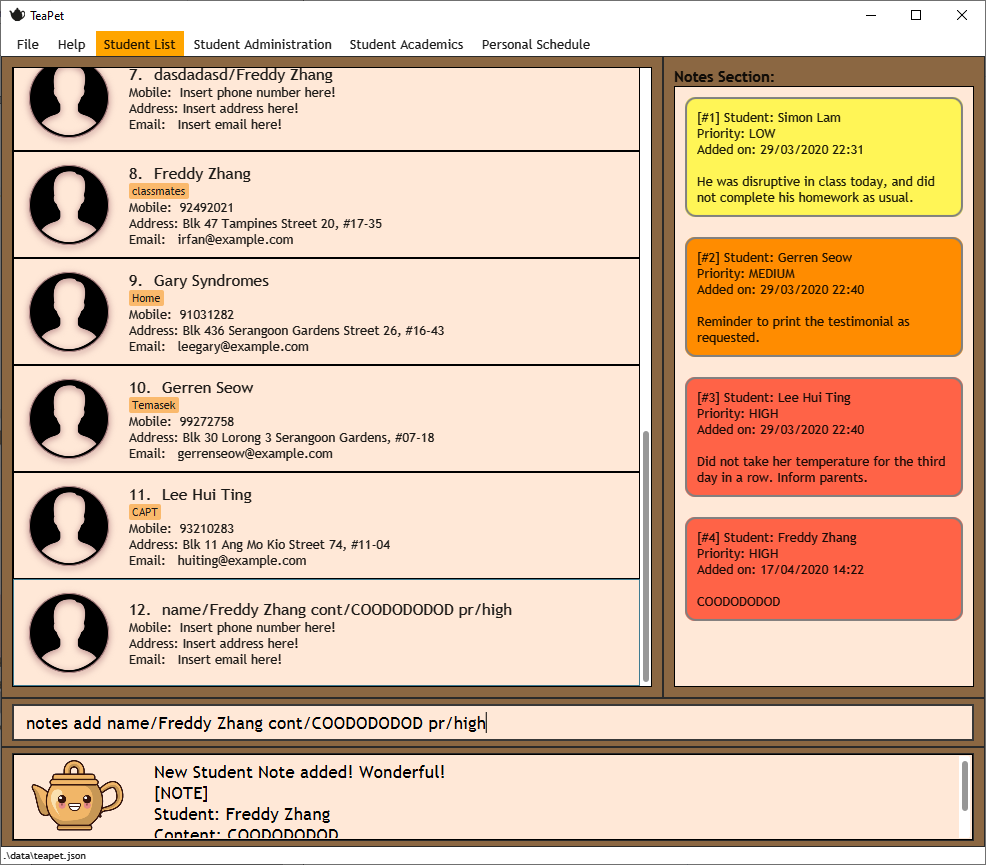 TeaPet
File Help Student List Student Administration Student Academics Personal Schedule
7. dasdadasd/Freddy Zhang
Mobile: Insert phone number here!
Address: Insert address here!
Email: Insert email here!
8. Freddy Zhang
classmates
Mobile: 92492021
Address: Blk 47 Tampines Street 20, #17-35
Email: irfan@example.com
9. Gary Syndromes
Home
Mobile: 91031282
Address: Blk 436 Serangoon Gardens Street 26, #16-43
Email: leegary@example.com
10. Gerren Seow
Temasek
Mobile: 99272758
Address: Blk 30 Lorong 3 Serangoon Gardens, #07-18
Email: gerrenseow@example.com
11. Lee Hui Ting
CAPT
Mobile: 93210283
Address: Blk 11 Ang Mo Kio Street 74, #11-04
Email: huiting@example.com
12. name/Freddy Zhang cont/COODODODOD pr/high
Mobile: Insert phone number here!
Address: Insert address here!
Email: Insert email here!
Notes Section:
[#1] Student: Simon Lam
Priority: LOW
Added on: 29/03/2020 22:31
He was disruptive in class today, and did
not complete his homework as usual.
[#2] Student: Gerren Seow
Priority: MEDIUM
Added on: 29/03/2020 22:40
Reminder to print the testimonial as
requested.
[#3] Student: Lee Hui Ting
Priority: HIGH
Added on: 29/03/2020 22:40
Did not take her temperature for the third
day in a row. Inform parents.
[#4] Student: Freddy Zhang
Priority: HIGH
Added on: 17/04/2020 14:22
COODODODOD
notes add name/Freddy Zhang cont/COODODODOD pr/high
New Student Note added! Wonderful!
[NOTE]
Student: Freddy Zhang
Content: COODODODOD
.\data\teapet.json